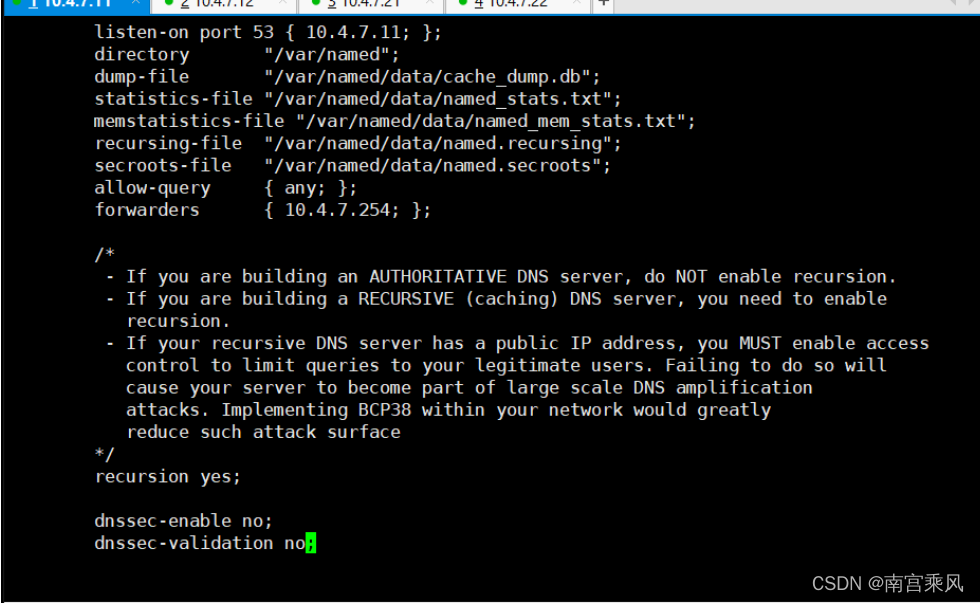 1 10.4.7.11 × 2 10.4.7.12 × 3 10.4.7.21 × 4 10.4.7.22 × +
listen-on port 53 { 10.4.7.11; };
directory "/var/named";
dump-file "/var/named/data/cache_dump.db";
statistics-file "/var/named/data/named_stats.txt";
memstatistics-file "/var/named/data/named_mem_stats.txt";
recursing-file "/var/named/data/named.recursing";
secroots-file "/var/named/data/named.secroots";
allow-query { any; };
forwarders { 10.4.7.254; };
/*
- If you are building an AUTHORITATIVE DNS server, do NOT enable recursion.
- If you are building a RECURSIVE (caching) DNS server, you need to enable
recursion.
- If your recursive DNS server has a public IP address, you MUST enable access
control to limit queries to your legitimate users. Failing to do so will
cause your server to become part of large scale DNS amplification
attacks. Implementing BCP38 within your network would greatly
reduce such attack surface
*/
recursion yes;
dnssec-enable no;
dnssec-validation no;
CSDN @南宫乘风